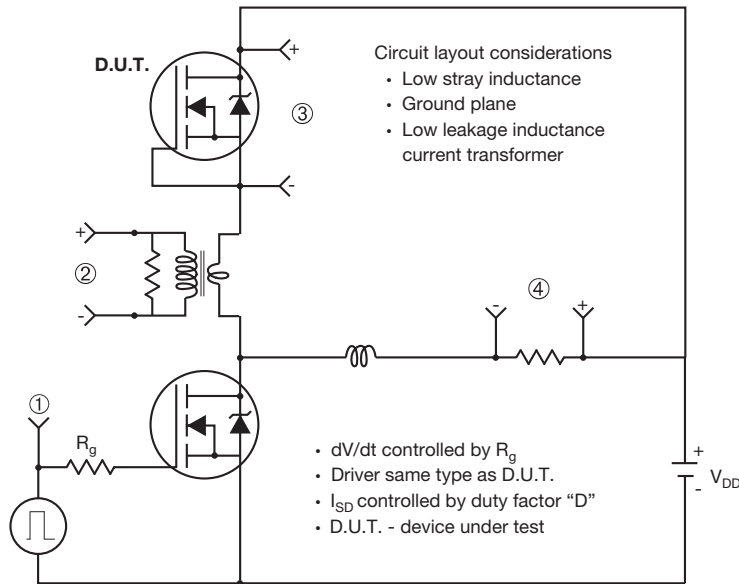 D.U.T.
+
Circuit layout considerations
• Low stray inductance
• Ground plane
• Low leakage inductance
current transformer
③
-
+
②
-
④
- +
①
Rg
• dV/dt controlled by Rg
• Driver same type as D.U.T.
• ISD controlled by duty factor “D”
• D.U.T. - device under test
+
-
VDD